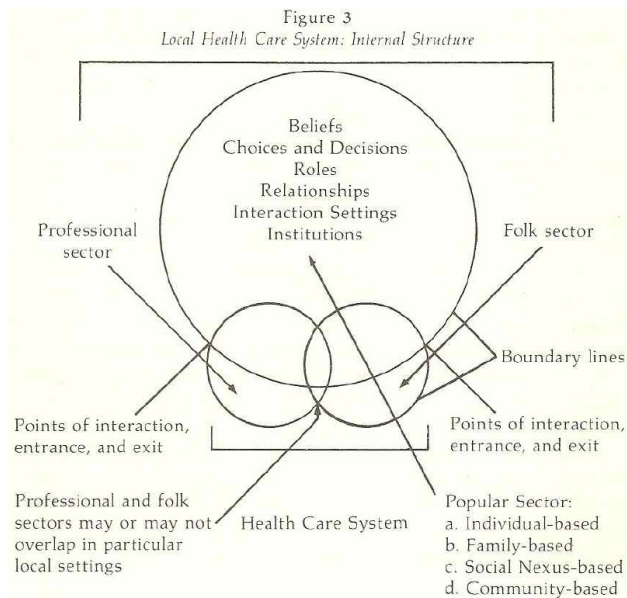 Figure 3
Local Health Care System: Internal Structure
Beliefs
Choices and Decisions
Roles
Relationships
Interaction Settings
Institutions
Professional
sector
Folk sector
Boundary lines
Points of interaction,
entrance, and exit
Points of interaction,
entrance, and exit
Professional and folk
sectors may or may not
overlap in particular
local settings
Health Care System
Popular Sector:
a. Individual-based
b. Family-based
c. Social Nexus-based
d. Community-based